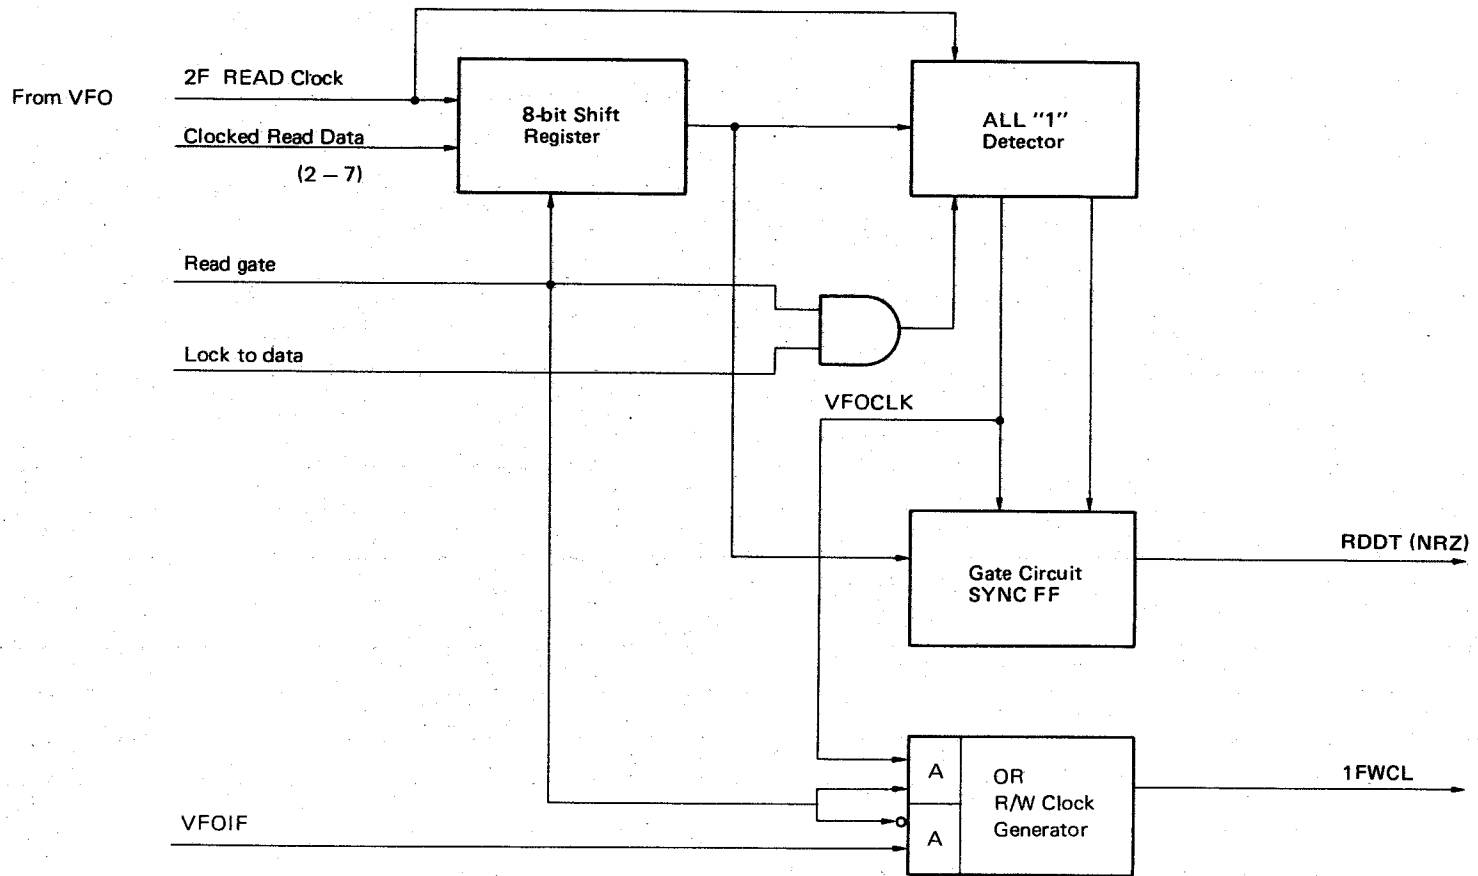 2F READ Clock
From VFO
Clocked Read Data
(2 – 7)
8-bit Shift
Register
ALL "1"
Detector
Read gate
Lock to data
VFOCLK
RDDT (NRZ)
Gate Circuit
SYNC FF
A
OR
R/W Clock
Generator
1FWCL
VFOIF
A